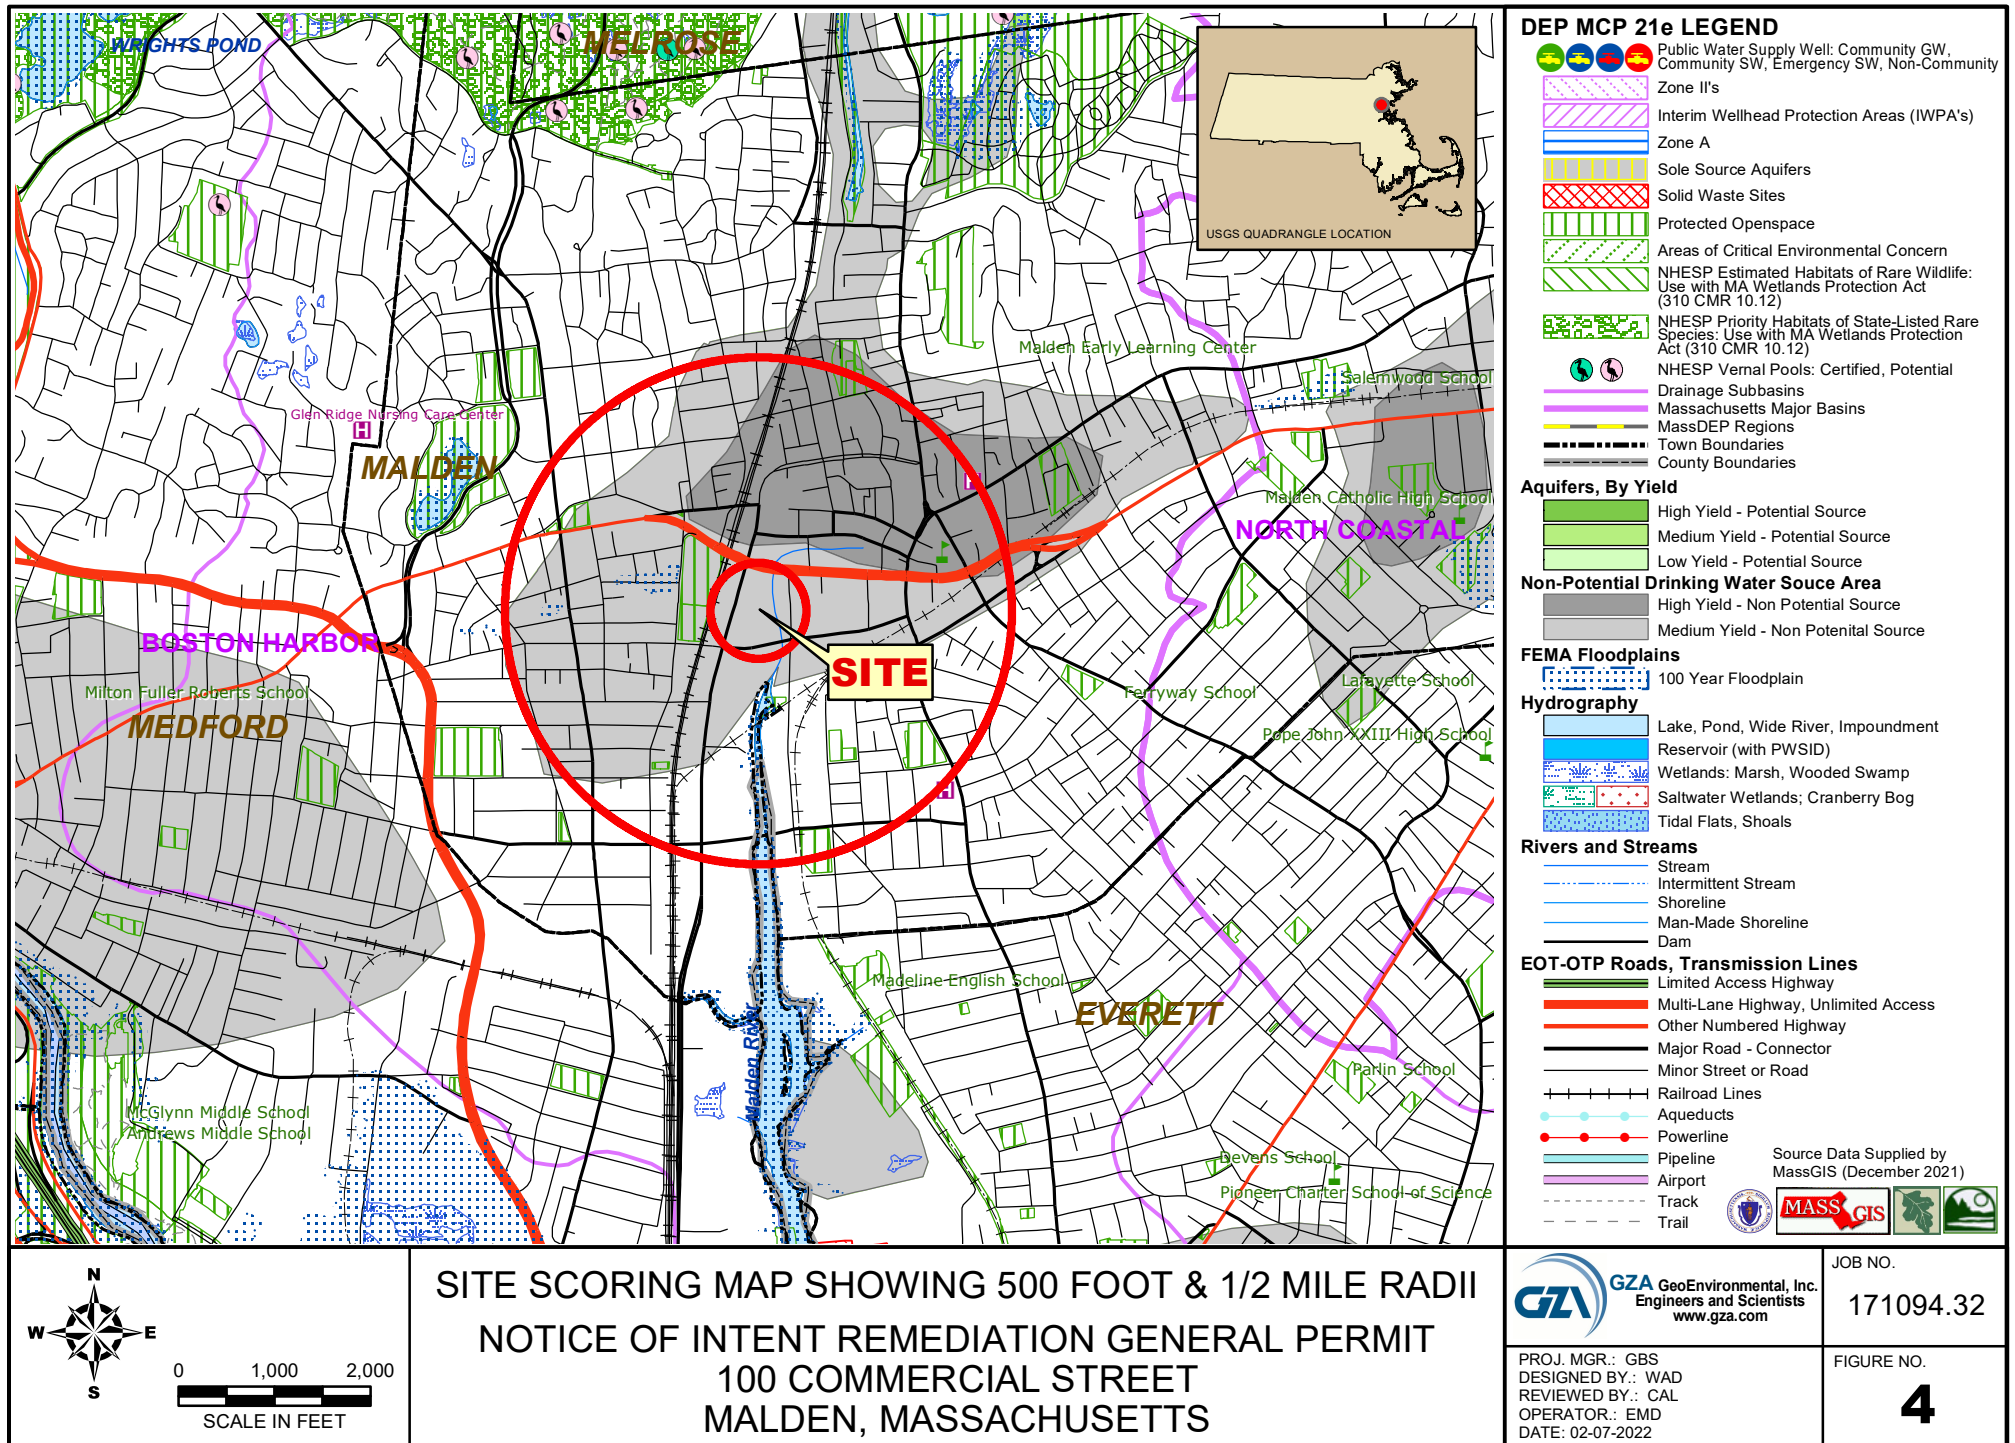 WRIGHTS POND
MELROSE
USGS QUADRANGLE LOCATION
Malden Early Learning Center
Salemwood School
Glen Ridge Nursing Care Center
H
MALDEN
H
Malden Catholic High School
NORTH COASTAL
BOSTON HARBOR
SITE
Milton Fuller Roberts School
Ferryway School
Lafayette School
MEDFORD
Pope John XXIII High School
H
Madeline English School
EVERETT
Malden River
Parlin School
McGlynn Middle School
Andrews Middle School
Devens School
Pioneer Charter School of Science
DEP MCP 21e LEGEND
Public Water Supply Well: Community GW,
Community SW, Emergency SW, Non-Community
Zone II's
Interim Wellhead Protection Areas (IWPA's)
Zone A
Sole Source Aquifers
Solid Waste Sites
Protected Openspace
Areas of Critical Environmental Concern
NHESP Estimated Habitats of Rare Wildlife:
Use with MA Wetlands Protection Act
(310 CMR 10.12)
NHESP Priority Habitats of State-Listed Rare
Species: Use with MA Wetlands Protection
Act (310 CMR 10.12)
NHESP Vernal Pools: Certified, Potential
Drainage Subbasins
Massachusetts Major Basins
MassDEP Regions
Town Boundaries
County Boundaries
Aquifers, By Yield
High Yield - Potential Source
Medium Yield - Potential Source
Low Yield - Potential Source
Non-Potential Drinking Water Souce Area
High Yield - Non Potential Source
Medium Yield - Non Potenital Source
FEMA Floodplains
100 Year Floodplain
Hydrography
Lake, Pond, Wide River, Impoundment
Reservoir (with PWSID)
Wetlands: Marsh, Wooded Swamp
Saltwater Wetlands; Cranberry Bog
Tidal Flats, Shoals
Rivers and Streams
Stream
Intermittent Stream
Shoreline
Man-Made Shoreline
Dam
EOT-OTP Roads, Transmission Lines
Limited Access Highway
Multi-Lane Highway, Unlimited Access
Other Numbered Highway
Major Road - Connector
Minor Street or Road
Railroad Lines
Aqueducts
Powerline
Pipeline
Airport
Track
Trail
Source Data Supplied by
MassGIS (December 2021)
MASS GIS
N
W E
S
0 1,000 2,000
SCALE IN FEET
SITE SCORING MAP SHOWING 500 FOOT & 1/2 MILE RADII
NOTICE OF INTENT REMEDIATION GENERAL PERMIT
100 COMMERCIAL STREET
MALDEN, MASSACHUSETTS
GZA
GZA GeoEnvironmental, Inc.
Engineers and Scientists
www.gza.com
JOB NO.
171094.32
PROJ. MGR.: GBS
DESIGNED BY.: WAD
REVIEWED BY.: CAL
OPERATOR.: EMD
DATE: 02-07-2022
FIGURE NO.
4